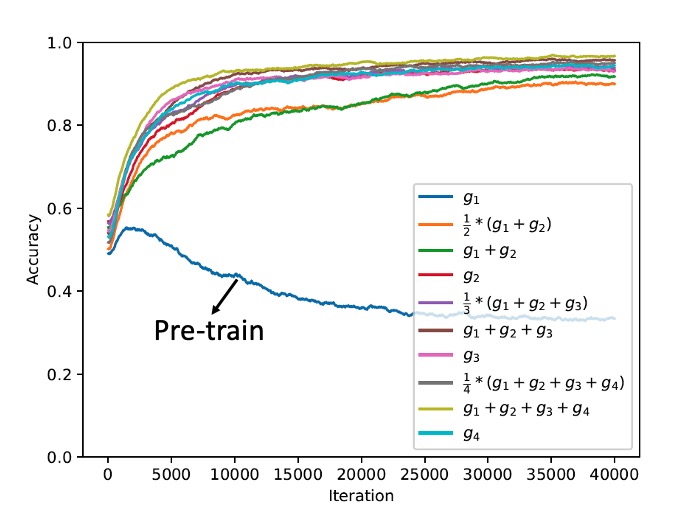 1.0
0.8
0.6
0.4
0.2
0.0
Accuracy
Pre-train
g₁
½ * (g₁ + g₂)
g₁ + g₂
g₂
⅓ * (g₁ + g₂ + g₃)
g₁ + g₂ + g₃
g₃
¼ * (g₁ + g₂ + g₃ + g₄)
g₁ + g₂ + g₃ + g₄
g₄
0 5000 10000 15000 20000 25000 30000 35000 40000
Iteration